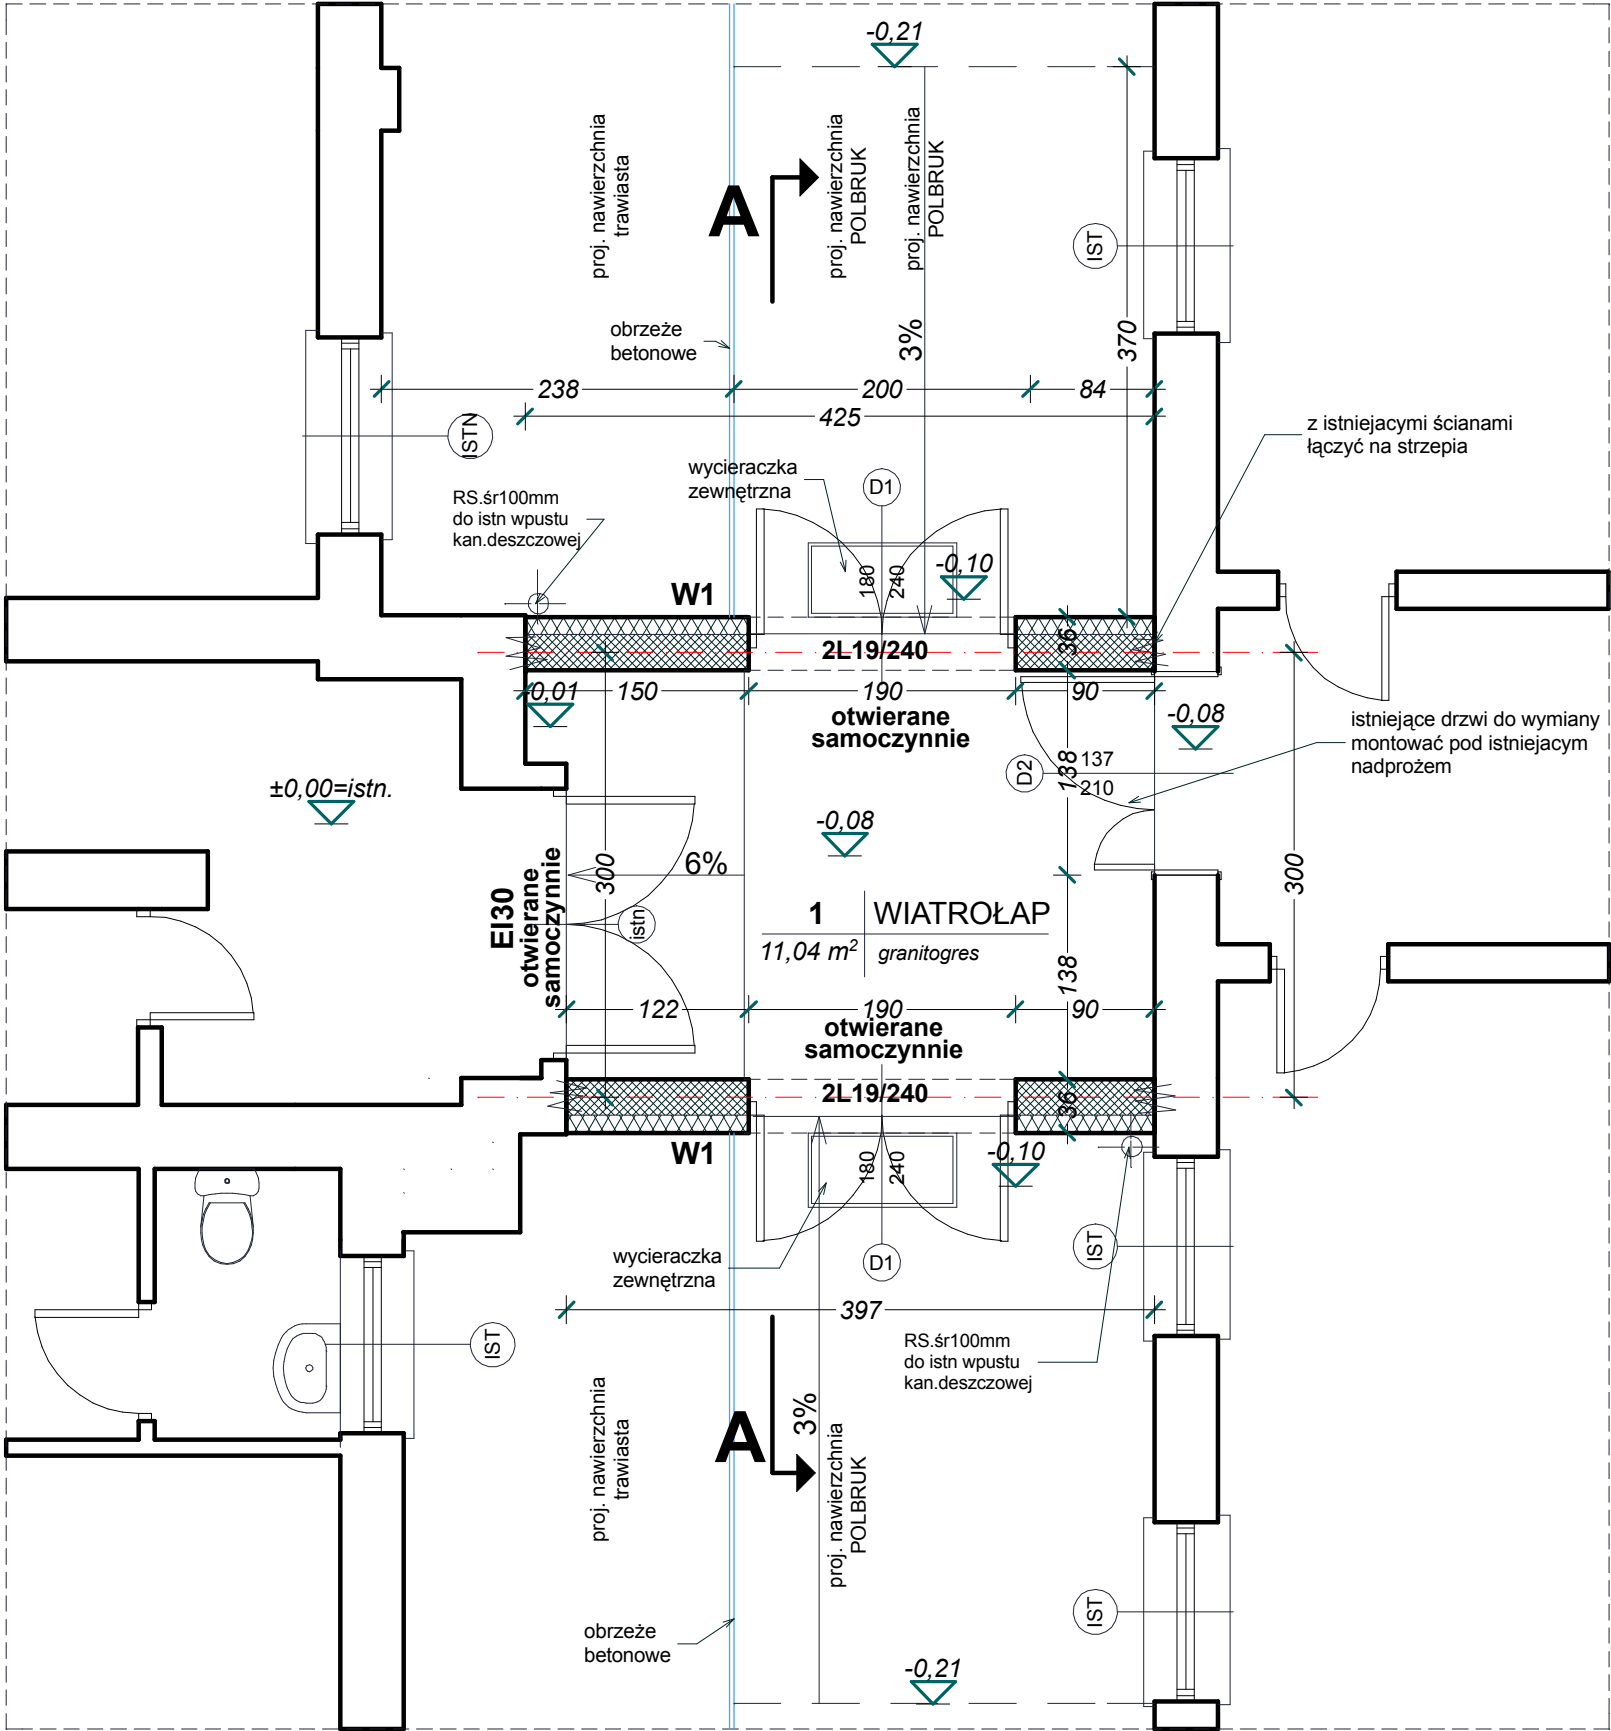 -0,21
proj. nawierzchnia
trawiasta
A
proj. nawierzchnia
POLBRUK
proj. nawierzchnia
POLBRUK
IST
obrzeże
betonowe
3%
370
238
200
84
425
ISTN
z istniejacymi ścianami
łączyć na strzepia
wycieraczka
zewnętrzna
D1
RS.śr100mm
do istn wpustu
kan.deszczowej
180
240
-0,10
W1
2L19/240
36
-0,01
150
190
90
otwierane
samoczynnie
-0,08
istniejące drzwi do wymiany
montować pod istniejacym
nadprożem
D2
138
137
210
±0,00=istn.
-0,08
6%
300
300
EI30
otwierane
samoczynnie
istn
1
WIATROŁAP
11,04 m²
granitogres
138
122
190
90
otwierane
samoczynnie
2L19/240
36
W1
-0,10
180
240
wycieraczka
zewnętrzna
D1
IST
397
IST
RS.śr100mm
do istn wpustu
kan.deszczowej
proj. nawierzchnia
trawiasta
A
3%
proj. nawierzchnia
POLBRUK
IST
obrzeże
betonowe
-0,21